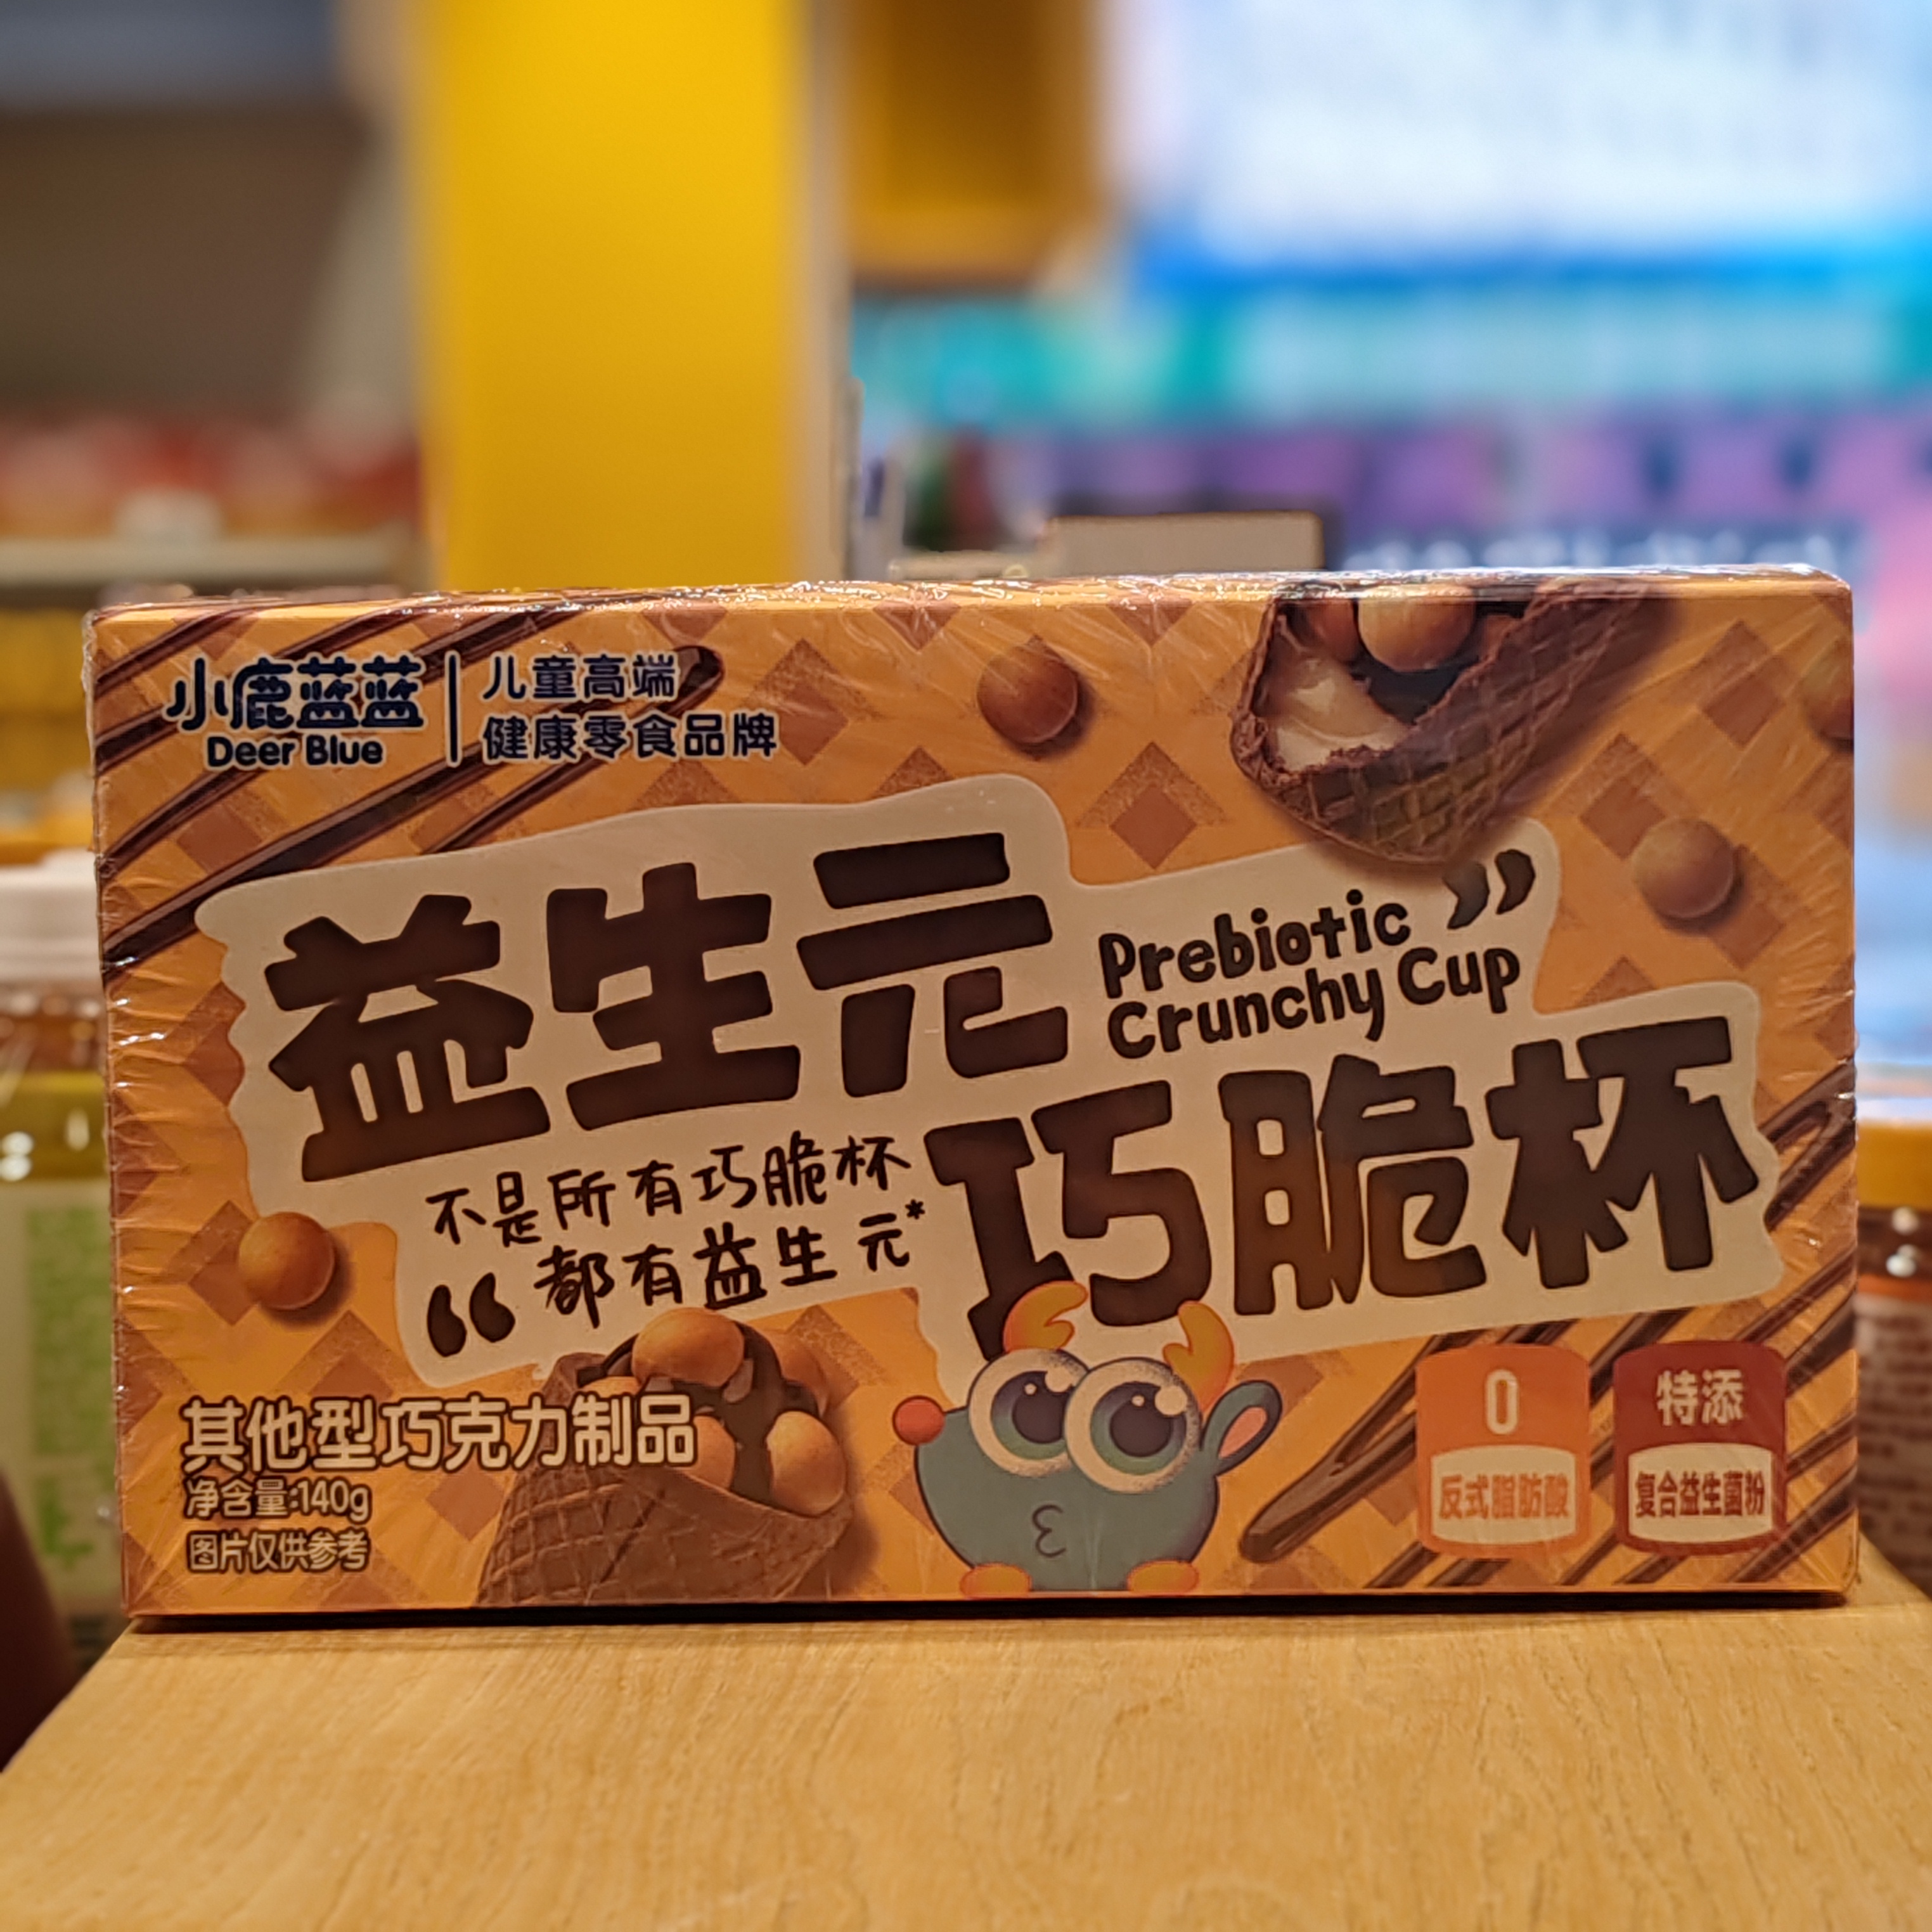 小鹿蓝蓝
Deer Blue
儿童高端
健康零食品牌
益生元
Prebiotic
Crunchy Cup
巧脆杯
不是所有巧脆杯
都有益生元*
其他型巧克力制品
净含量:140g
图片仅供参考
0
反式脂肪酸
特添
复合益生菌粉